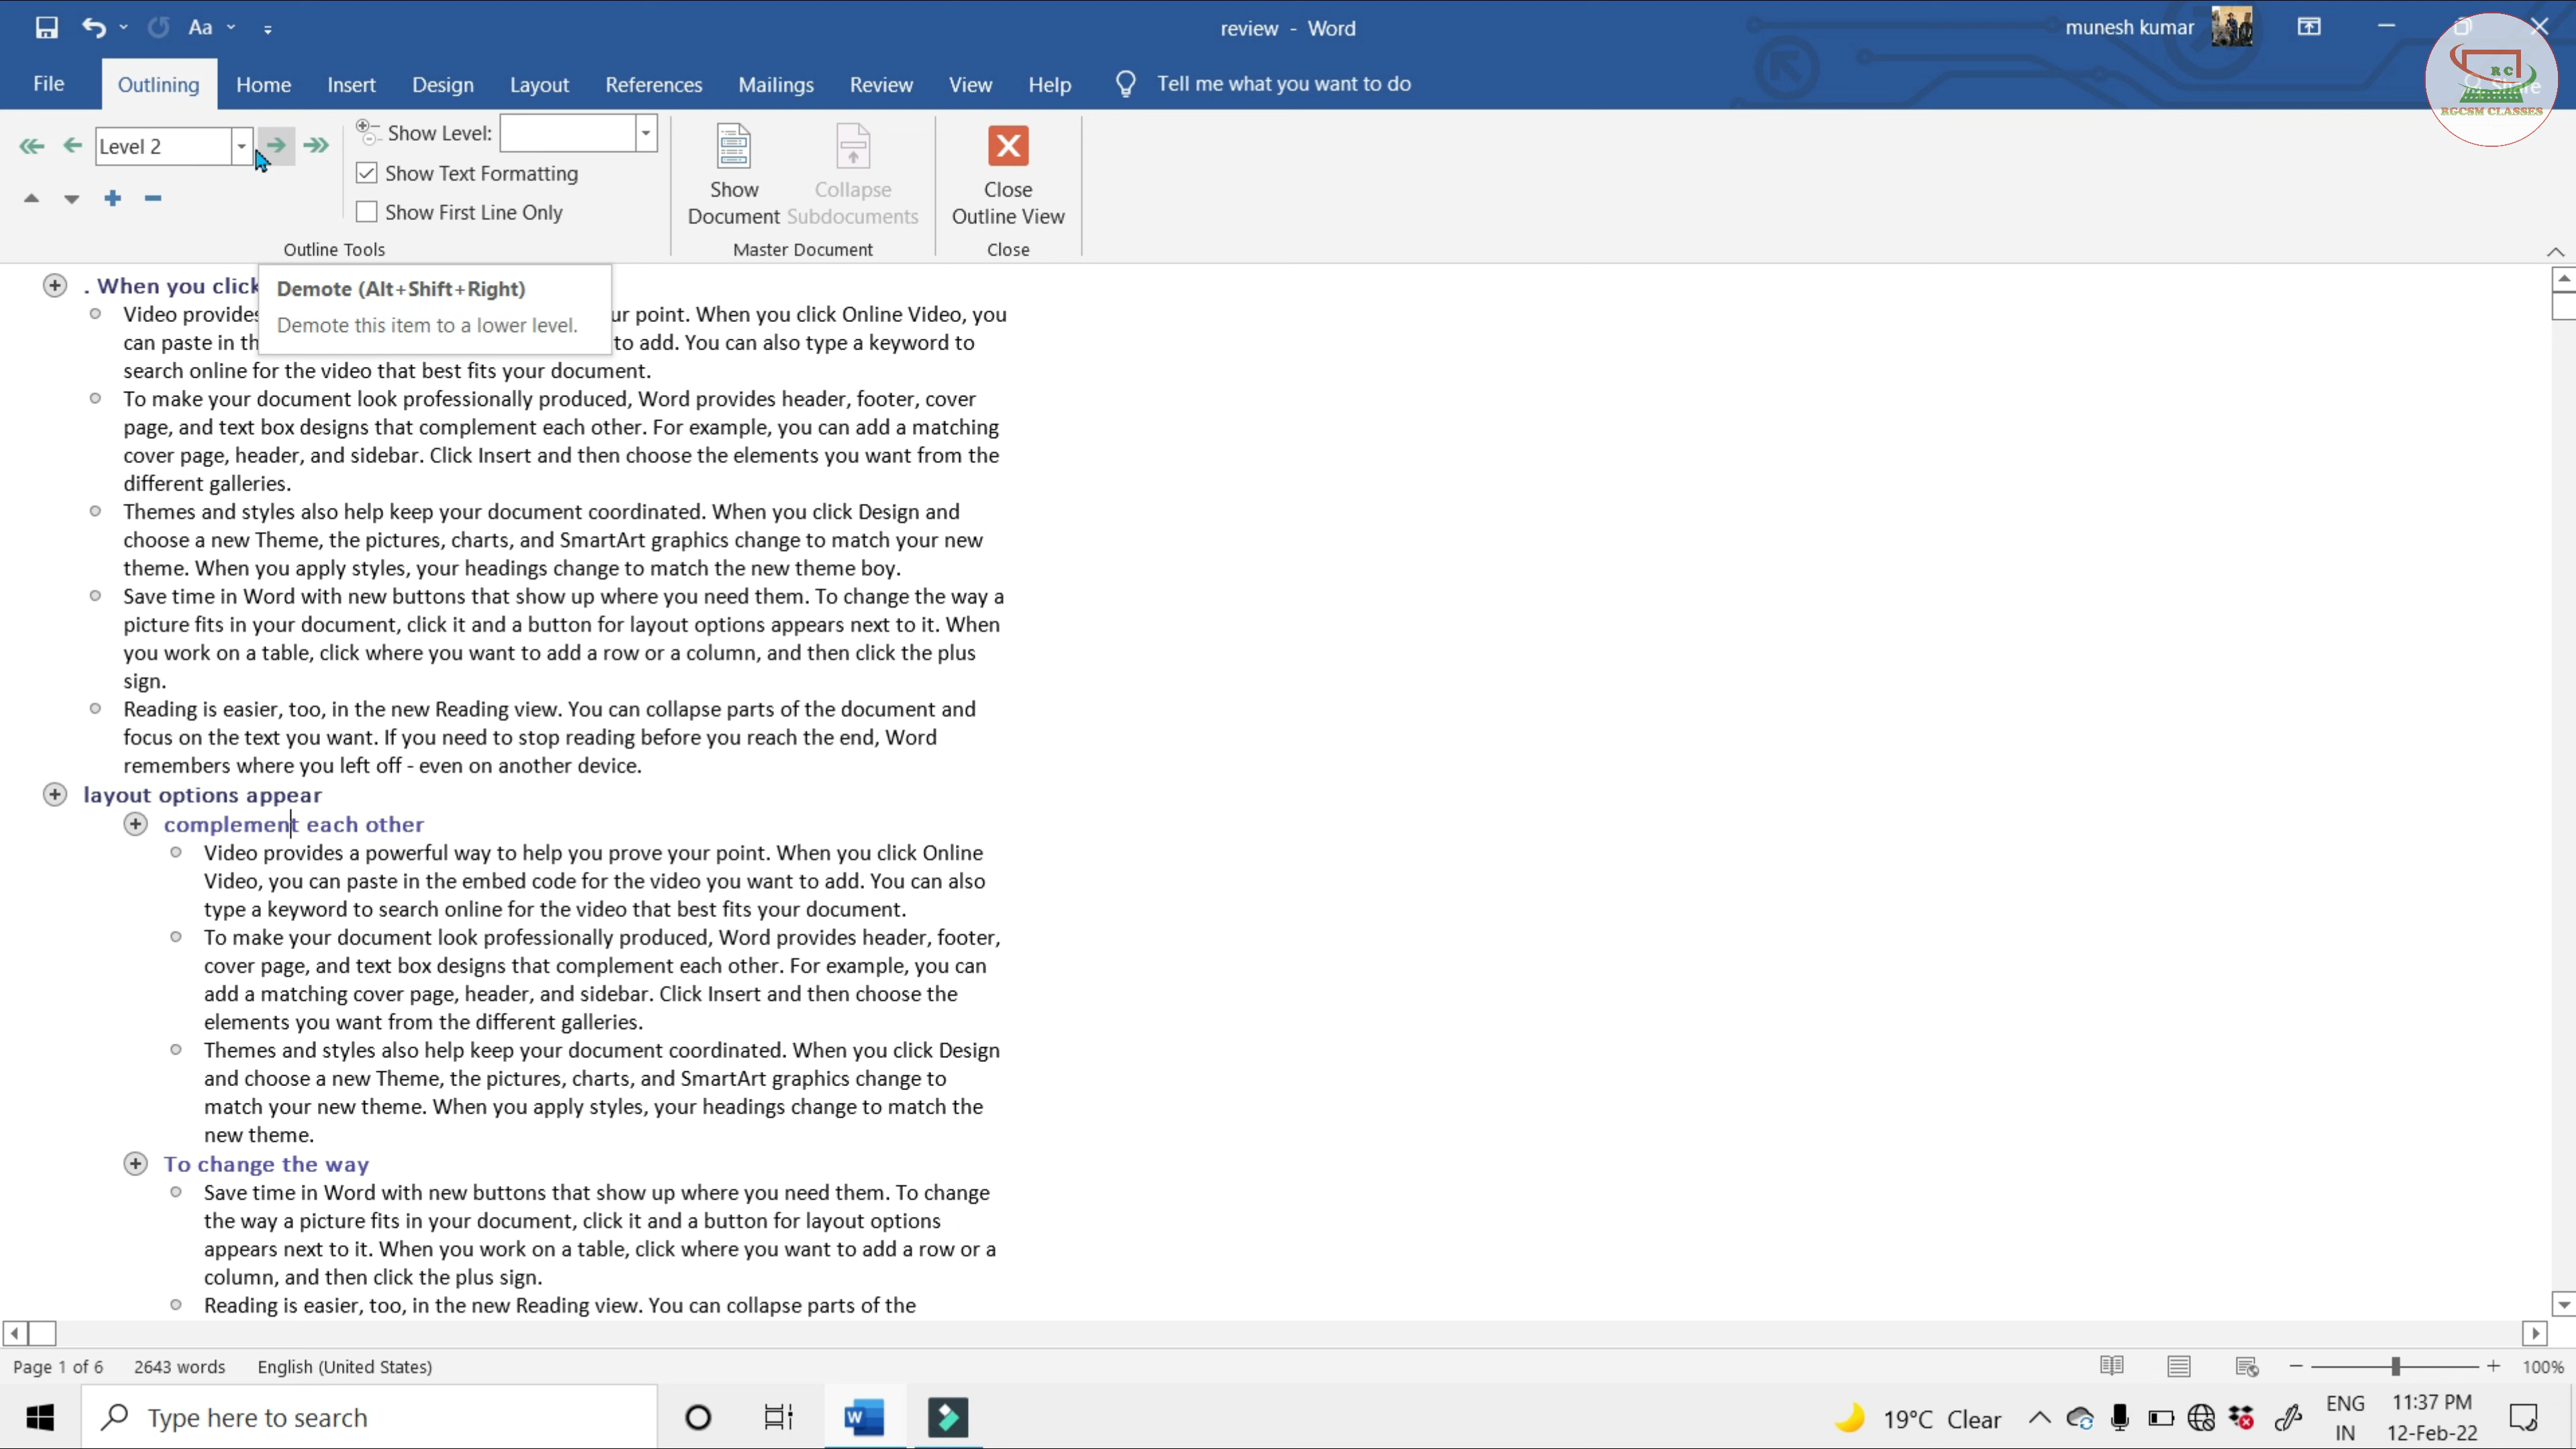 Aa
review - Word
munesh kumar
File
Outlining
Home
Insert
Design
Layout
References
Mailings
Review
View
Help
Tell me what you want to do
RC
RGCSM CLASSES
Level 2
Show Level:
Show Text Formatting
Show First Line Only
Outline Tools
Show
Document
Collapse
Subdocuments
Master Document
Close
Outline View
Close
Demote (Alt+Shift+Right)
Demote this item to a lower level.
. When you click
Video provides ur point. When you click Online Video, you
can paste in th to add. You can also type a keyword to
search online for the video that best fits your document.
To make your document look professionally produced, Word provides header, footer, cover
page, and text box designs that complement each other. For example, you can add a matching
cover page, header, and sidebar. Click Insert and then choose the elements you want from the
different galleries.
Themes and styles also help keep your document coordinated. When you click Design and
choose a new Theme, the pictures, charts, and SmartArt graphics change to match your new
theme. When you apply styles, your headings change to match the new theme boy.
Save time in Word with new buttons that show up where you need them. To change the way a
picture fits in your document, click it and a button for layout options appears next to it. When
you work on a table, click where you want to add a row or a column, and then click the plus
sign.
Reading is easier, too, in the new Reading view. You can collapse parts of the document and
focus on the text you want. If you need to stop reading before you reach the end, Word
remembers where you left off - even on another device.
layout options appear
complement each other
Video provides a powerful way to help you prove your point. When you click Online
Video, you can paste in the embed code for the video you want to add. You can also
type a keyword to search online for the video that best fits your document.
To make your document look professionally produced, Word provides header, footer,
cover page, and text box designs that complement each other. For example, you can
add a matching cover page, header, and sidebar. Click Insert and then choose the
elements you want from the different galleries.
Themes and styles also help keep your document coordinated. When you click Design
and choose a new Theme, the pictures, charts, and SmartArt graphics change to
match your new theme. When you apply styles, your headings change to match the
new theme.
To change the way
Save time in Word with new buttons that show up where you need them. To change
the way a picture fits in your document, click it and a button for layout options
appears next to it. When you work on a table, click where you want to add a row or a
column, and then click the plus sign.
Reading is easier, too, in the new Reading view. You can collapse parts of the
Page 1 of 6
2643 words
English (United States)
100%
Type here to search
19°C Clear
ENG
IN
11:37 PM
12-Feb-22